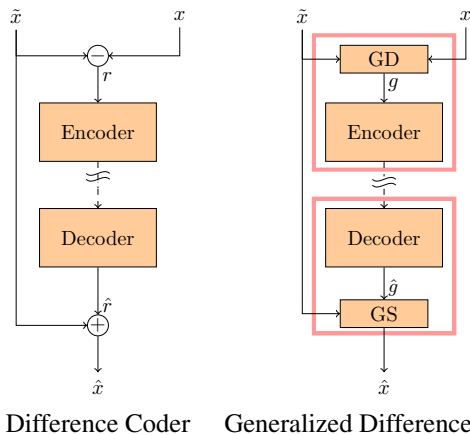 x̃ x x̃ x
− GD
r g
Encoder Encoder
Decoder Decoder
r̂ ĝ
+ GS
x̂ x̂
Difference Coder Generalized Difference